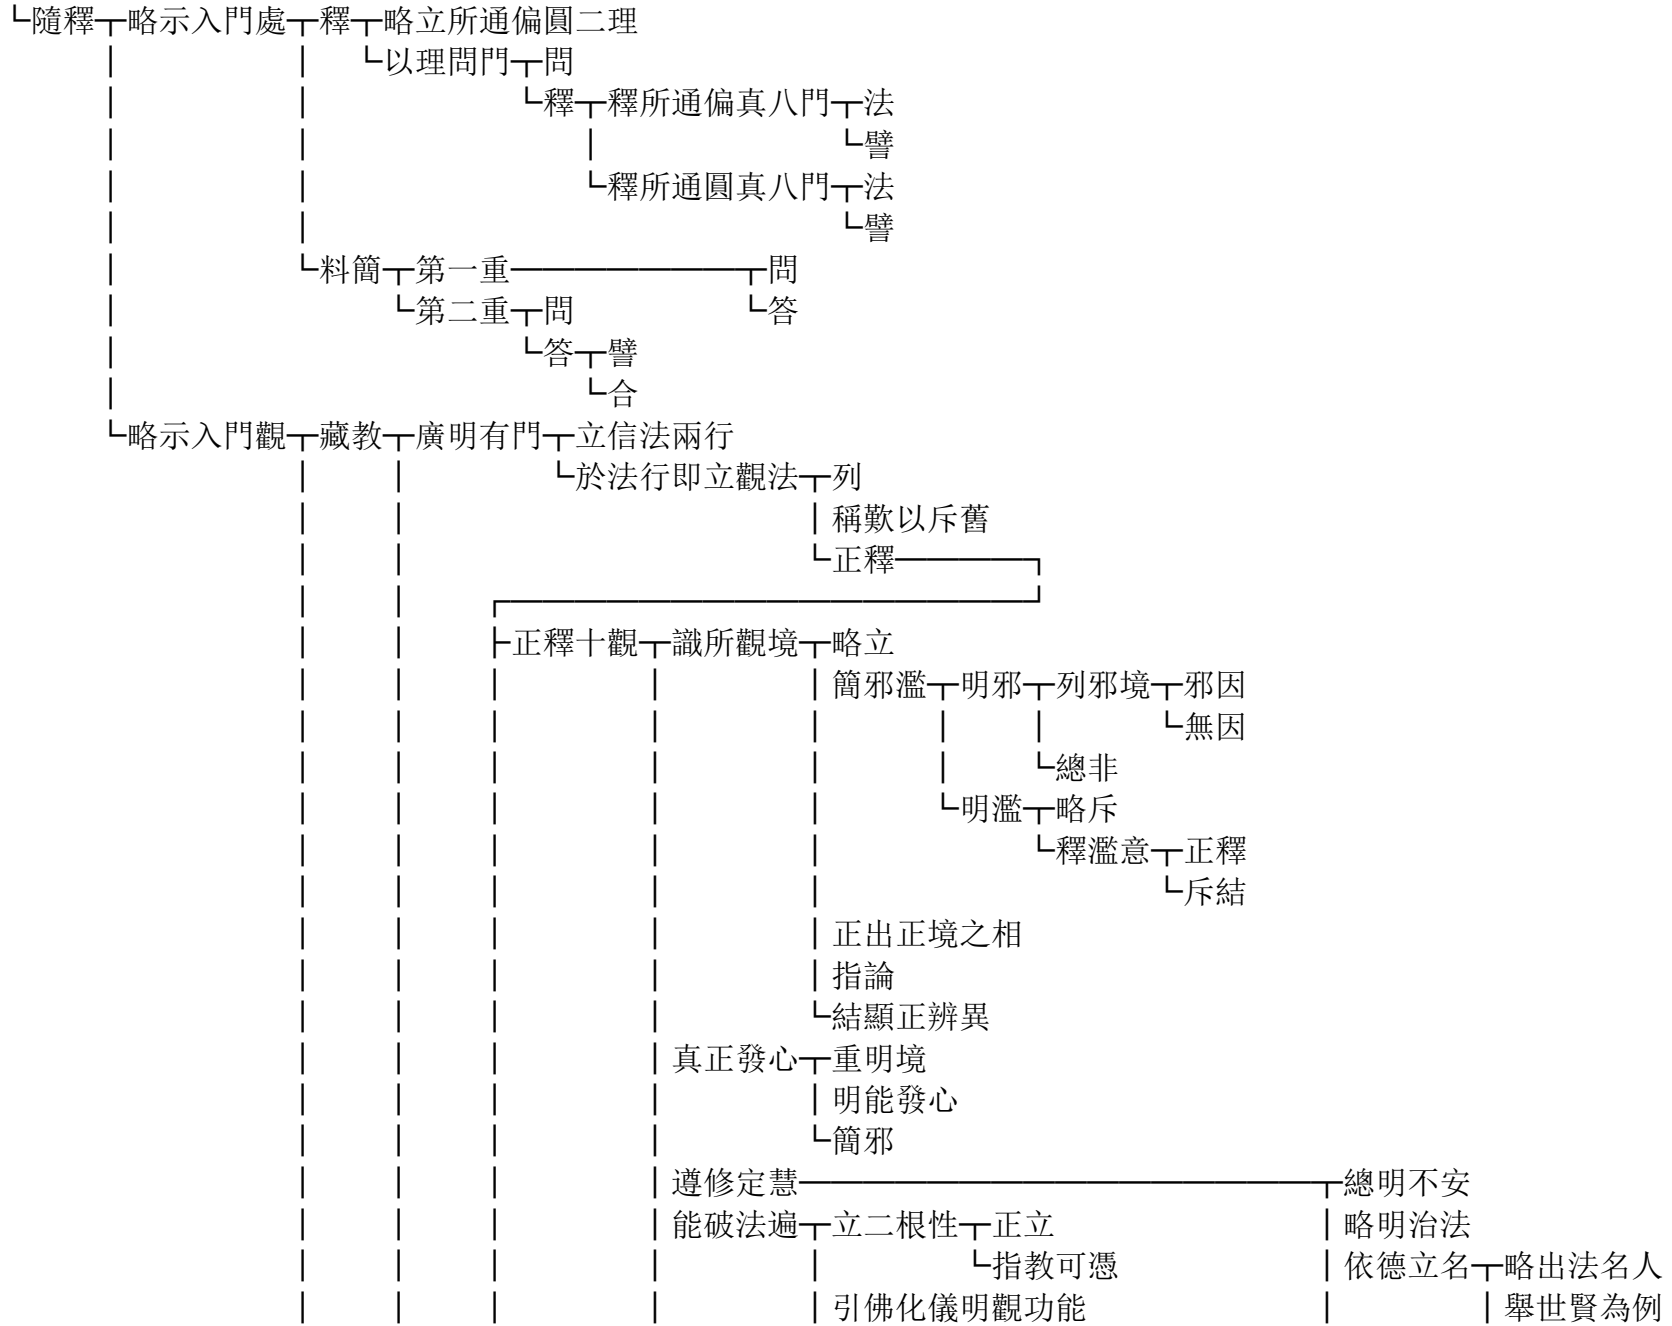 └隨釋┬略示入門處┬釋┬略立所通偏圓二理
└以理問門┬問
└釋┬釋所通偏真八門┬法
└譬
└釋所通圓真八門┬法
└譬
└料簡┬第一重───────┬問
└第二重┬問 └答
└答┬譬
└合
└略示入門觀┬藏教┬廣明有門┬立信法兩行
└於法行即立觀法┬列
│稱歎以斥舊
└正釋────┐
┌────────────────┘
├正釋十觀┬識所觀境┬略立
│簡邪濫┬明邪┬列邪境┬邪因
└無因
└總非
└明濫┬略斥
└釋濫意┬正釋
└斥結
│正出正境之相
│指論
└結顯正辨異
│真正發心┬重明境
│明能發心
└簡邪
│遵修定慧────────────────┬總明不安
│能破法遍┬立二根性┬正立 │略明治法
└指教可憑 │依德立名┬略出法名人
│引佛化儀明觀功能 │ │舉世賢為例